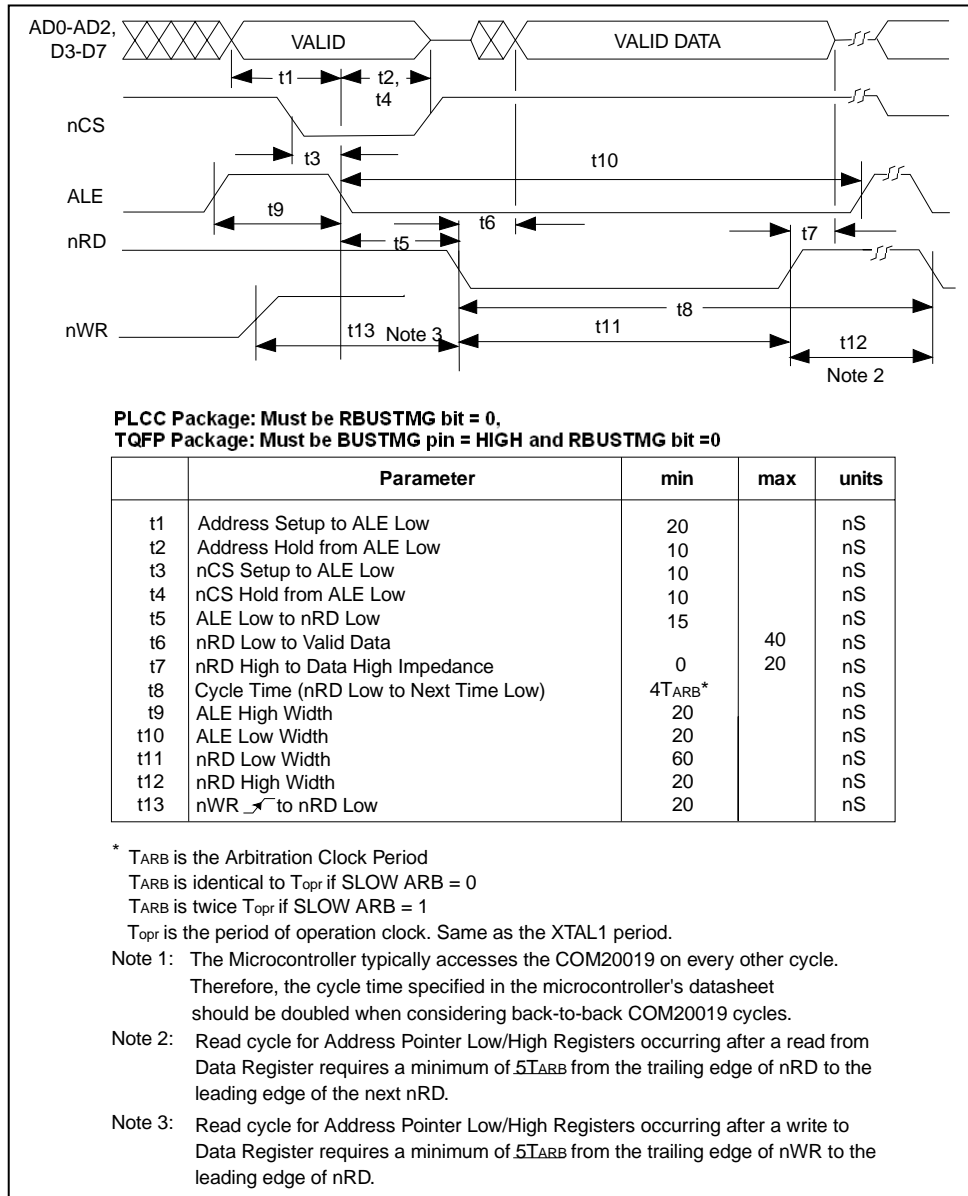 AD0-AD2,
D3-D7
VALID
VALID DATA
t1
t2,
t4
nCS
t3
t10
ALE
t9
t6
t7
nRD
t5
t8
nWR
t13
Note 3
t11
t12
Note 2
PLCC Package: Must be RBUSTMG bit = 0,
TQFP Package: Must be BUSTMG pin = HIGH and RBUSTMG bit =0
Parameter min max units
t1 Address Setup to ALE Low 20 nS
t2 Address Hold from ALE Low 10 nS
t3 nCS Setup to ALE Low 10 nS
t4 nCS Hold from ALE Low 10 nS
t5 ALE Low to nRD Low 15 nS
t6 nRD Low to Valid Data 40 nS
t7 nRD High to Data High Impedance 0 20 nS
t8 Cycle Time (nRD Low to Next Time Low) 4TARB* nS
t9 ALE High Width 20 nS
t10 ALE Low Width 20 nS
t11 nRD Low Width 60 nS
t12 nRD High Width 20 nS
t13 nWR to nRD Low 20 nS
* TARB is the Arbitration Clock Period
TARB is identical to Topr if SLOW ARB = 0
TARB is twice Topr if SLOW ARB = 1
Topr is the period of operation clock. Same as the XTAL1 period.
Note 1: The Microcontroller typically accesses the COM20019 on every other cycle.
Therefore, the cycle time specified in the microcontroller's datasheet
should be doubled when considering back-to-back COM20019 cycles.
Note 2: Read cycle for Address Pointer Low/High Registers occurring after a read from
Data Register requires a minimum of 5TARB from the trailing edge of nRD to the
leading edge of the next nRD.
Note 3: Read cycle for Address Pointer Low/High Registers occurring after a write to
Data Register requires a minimum of 5TARB from the trailing edge of nWR to the
leading edge of nRD.